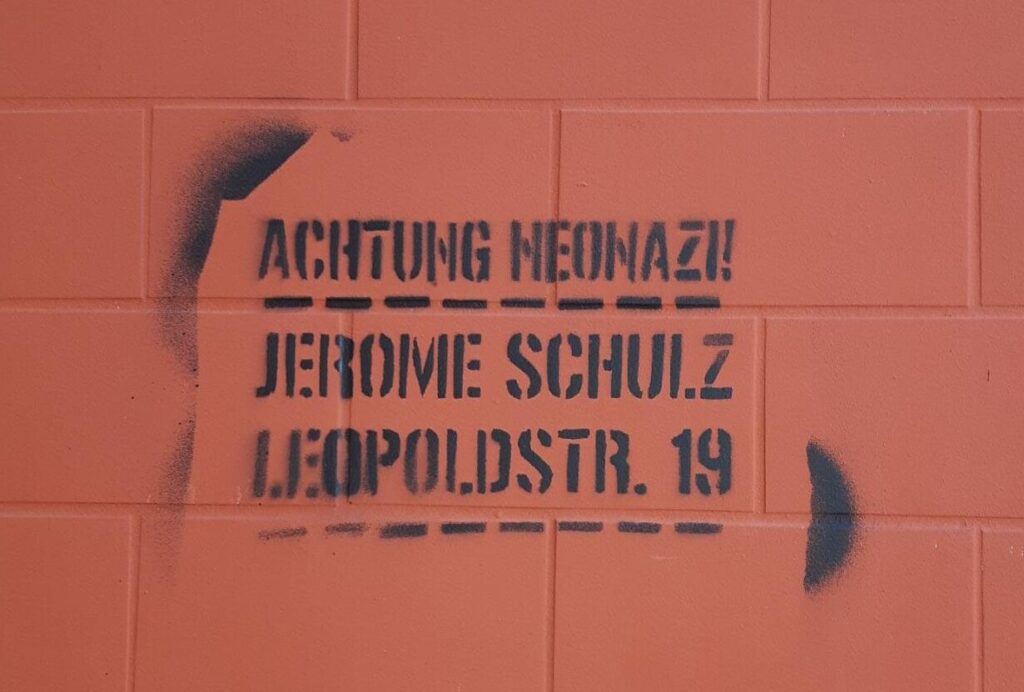 ACHTUNG NEONAZI!
JEROME SCHULZ
LEOPOLDSTR. 19